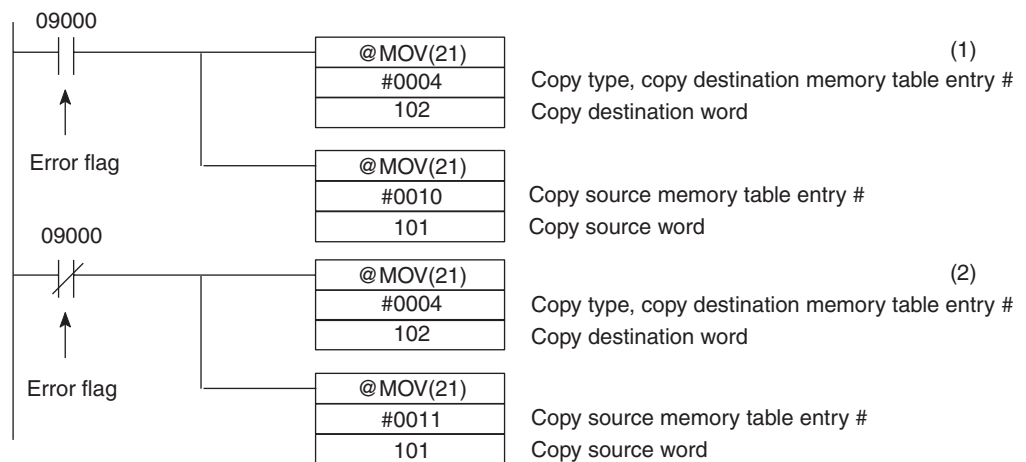 09000
@MOV(21) (1)
#0004 Copy type, copy destination memory table entry #
102 Copy destination word
Error flag
@MOV(21)
#0010 Copy source memory table entry #
101 Copy source word
09000
@MOV(21) (2)
#0004 Copy type, copy destination memory table entry #
102 Copy destination word
Error flag
@MOV(21)
#0011 Copy source memory table entry #
101 Copy source word